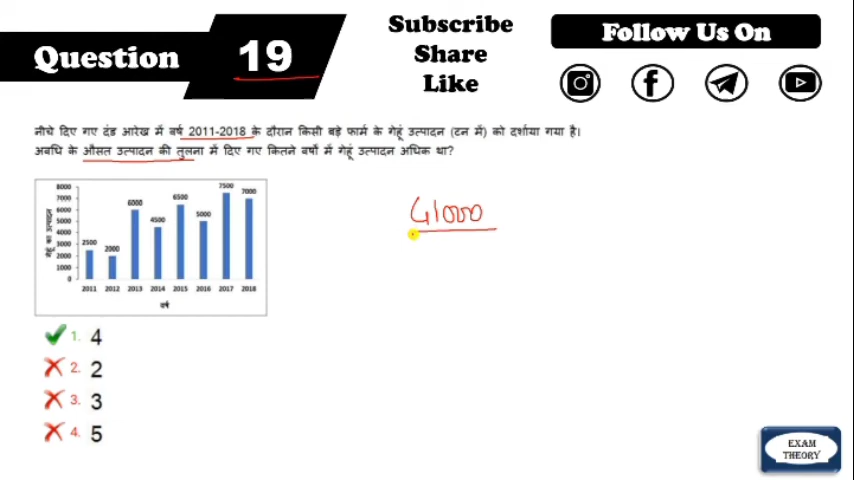 Question 19
Subscribe
Share
Like
Follow Us On
नीचे दिए गए दंड आरेख में वर्ष 2011-2018 के दौरान किसी बड़े फार्म के गेहूं उत्पादन (टन में) को दर्शाया गया है।
अवधि के औसत उत्पादन की तुलना में दिए गए कितने वर्षों में गेहूं उत्पादन अधिक था?
गेहूं का उत्पादन
8000
7000
6000
5000
4000
3000
2000
1000
0
2500 2000 6000 4500 6500 5000 7500 7000
2011 2012 2013 2014 2015 2016 2017 2018
वर्ष
41000
1. 4
2. 2
3. 3
4. 5
EXAM
THEORY